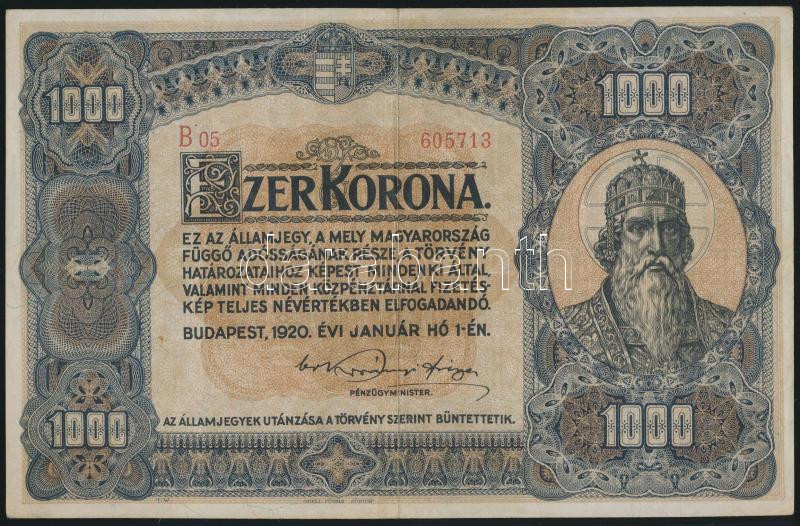 1000
1000
B 05
605713
EZER KORONA.
EZ AZ ÁLLAMJEGY, A MELY MAGYARORSZÁG
FÜGGŐ ADÓSSÁGÁNAK RÉSZE, A TÖRVÉNY
HATÁROZATAIHOZ KÉPEST MINDENKI ÁLTAL,
VALAMINT MINDEN KÖZPÉNZTÁRNÁL FIZETÉS-
KÉP TELJES NÉVÉRTÉKBEN ELFOGADANDÓ.
BUDAPEST, 1920. ÉVI JANUÁR HÓ 1-ÉN.
PÉNZÜGYMINISTER.
AZ ÁLLAMJEGYEK UTÁNZÁSA A TÖRVÉNY SZERINT BÜNTETTETIK.
1000
1000
darabanth